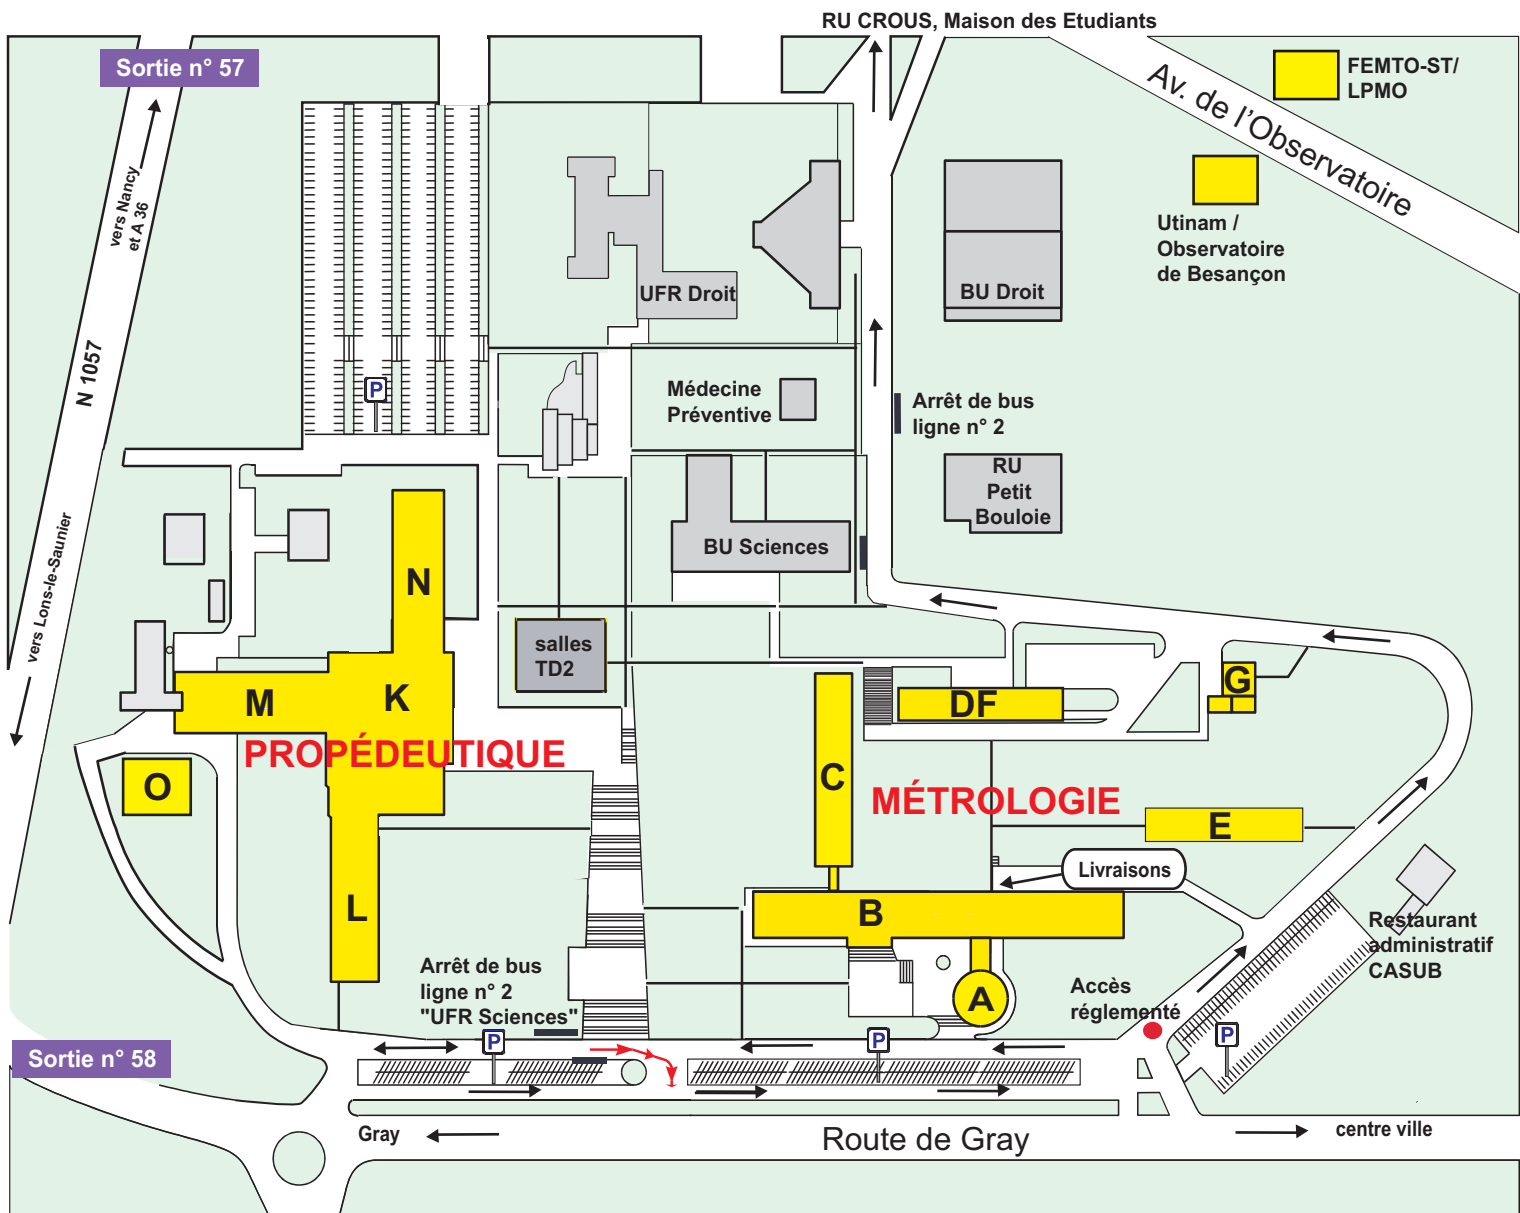 RU CROUS, Maison des Etudiants
Sortie n° 57
FEMTO-ST/
LPMO
Av. de l'Observatoire
vers Nancy
et A 36
Utinam /
Observatoire
de Besançon
UFR Droit
BU Droit
N 1057
P
Médecine
Préventive
Arrêt de bus
ligne n° 2
RU
Petit
Bouloie
BU Sciences
vers Lons-le-Saunier
N
salles
TD2
M
K
DF
G
PROPÉDEUTIQUE
O
C
MÉTROLOGIE
E
Livraisons
L
B
Restaurant
administratif
CASUB
Arrêt de bus
ligne n° 2
"UFR Sciences"
A
Accès
réglementé
P
P
P
Sortie n° 58
Gray
Route de Gray
centre ville